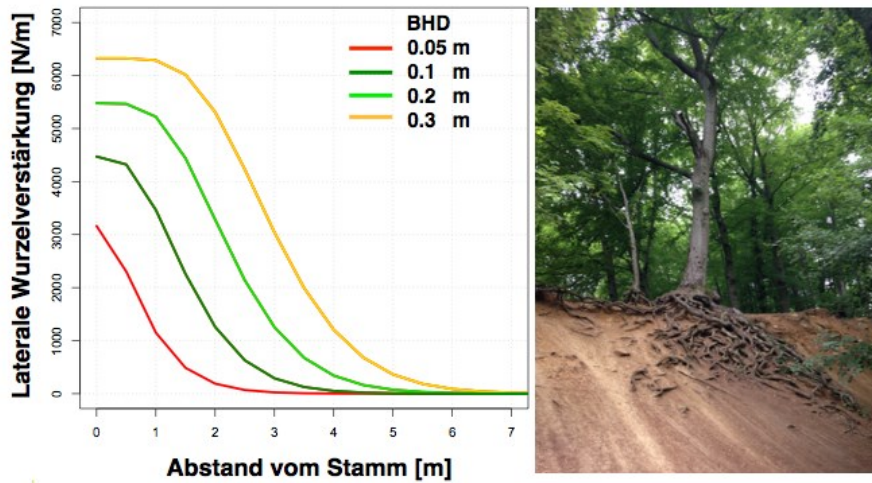 Laterale Wurzelverstärkung [N/m]
7000
6000
5000
4000
3000
2000
1000
0
BHD
0.05 m
0.1 m
0.2 m
0.3 m
0 1 2 3 4 5 6 7
Abstand vom Stamm [m]